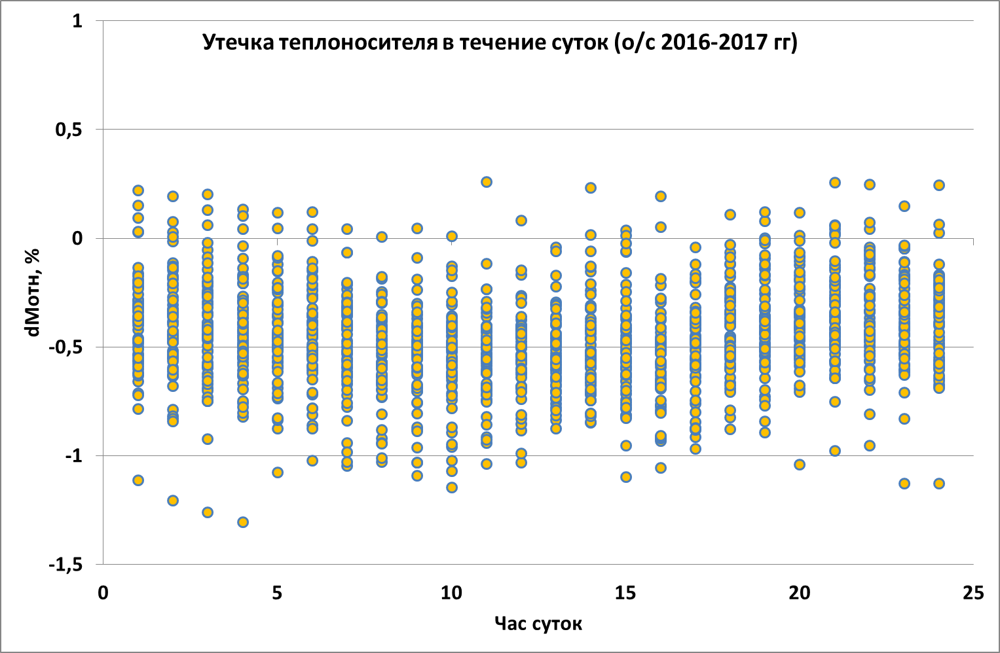 Утечка теплоносителя в течение суток (о/с 2016-2017 гг)
1
0,5
0
-0,5
-1
-1,5
dMотн, %
0 5 10 15 20 25
Час суток